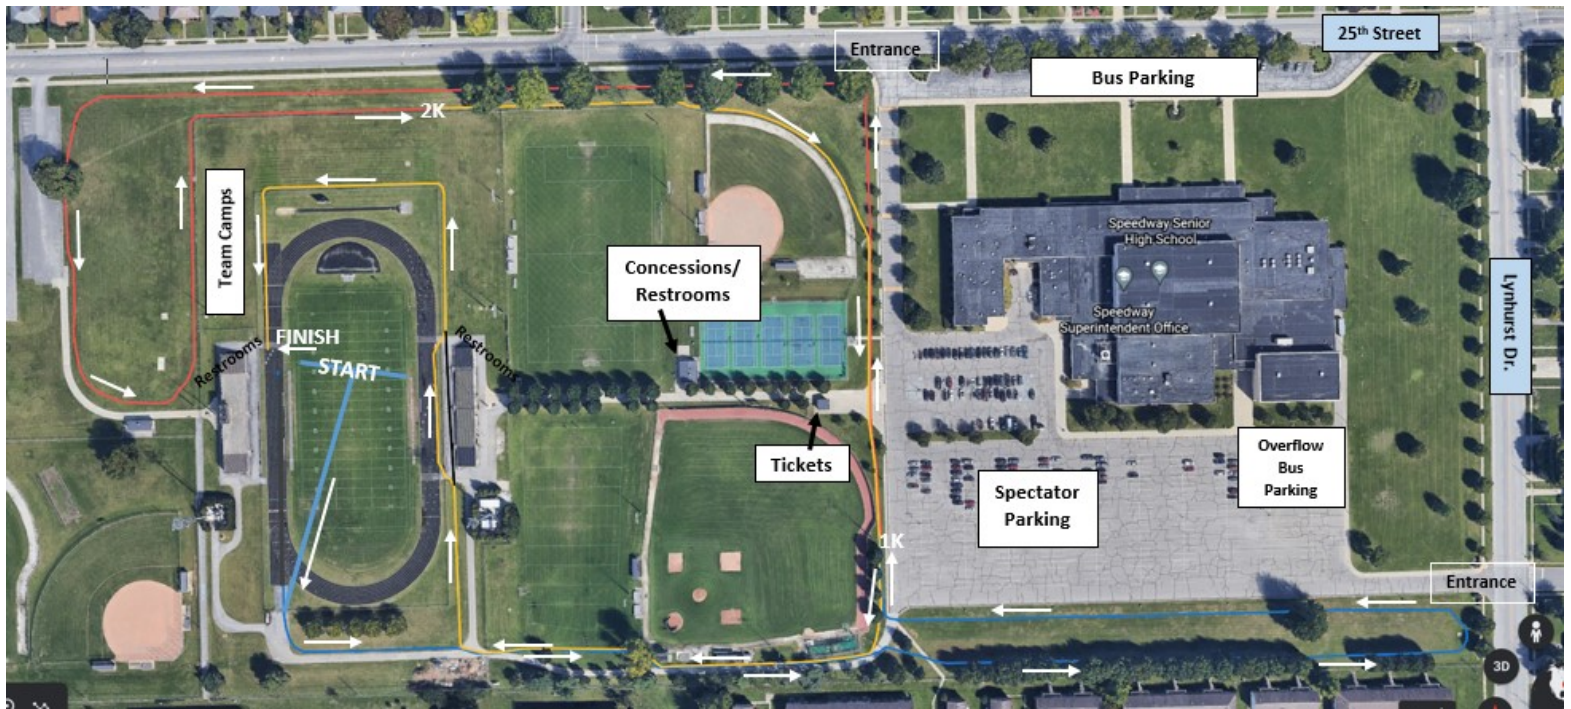 25th Street
Entrance
Bus Parking
2K
Team Camps
Speedway Senior
High School
Concessions/
Restrooms
Lynhurst Dr.
Speedway
Superintendent Office
FINISH
START
Restrooms
Restrooms
Tickets
Overflow
Bus
Parking
Spectator
Parking
1K
Entrance
3D